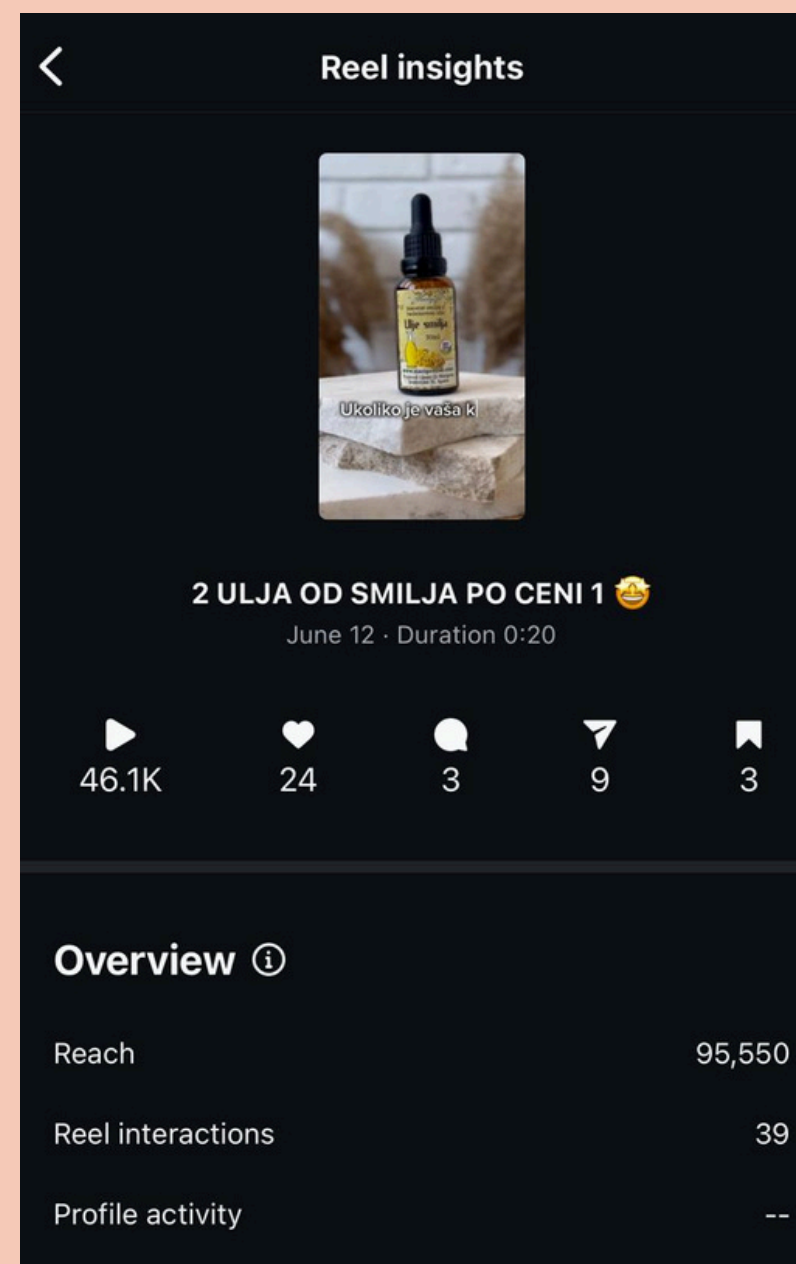 Reel insights
Ulje smilja
Ukoliko je vaša k
2 ULJA OD SMILJA PO CENI 1 🤩
June 12 · Duration 0:20
46.1K 24 3 9 3
Overview
Reach 95,550
Reel interactions 39
Profile activity --